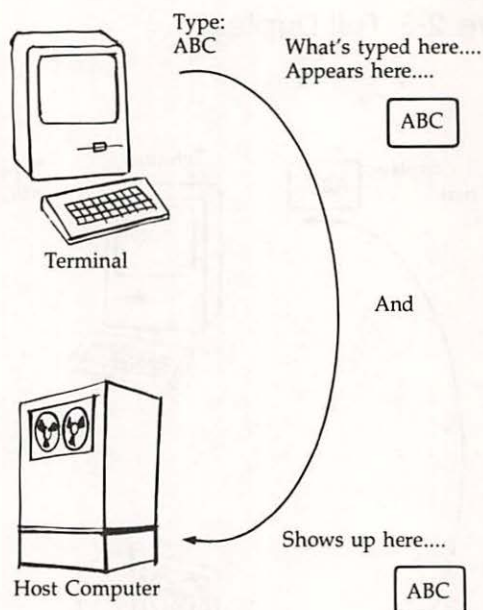 Type:
ABC
What's typed here....
Appears here....
ABC
Terminal
And
Shows up here....
Host Computer
ABC